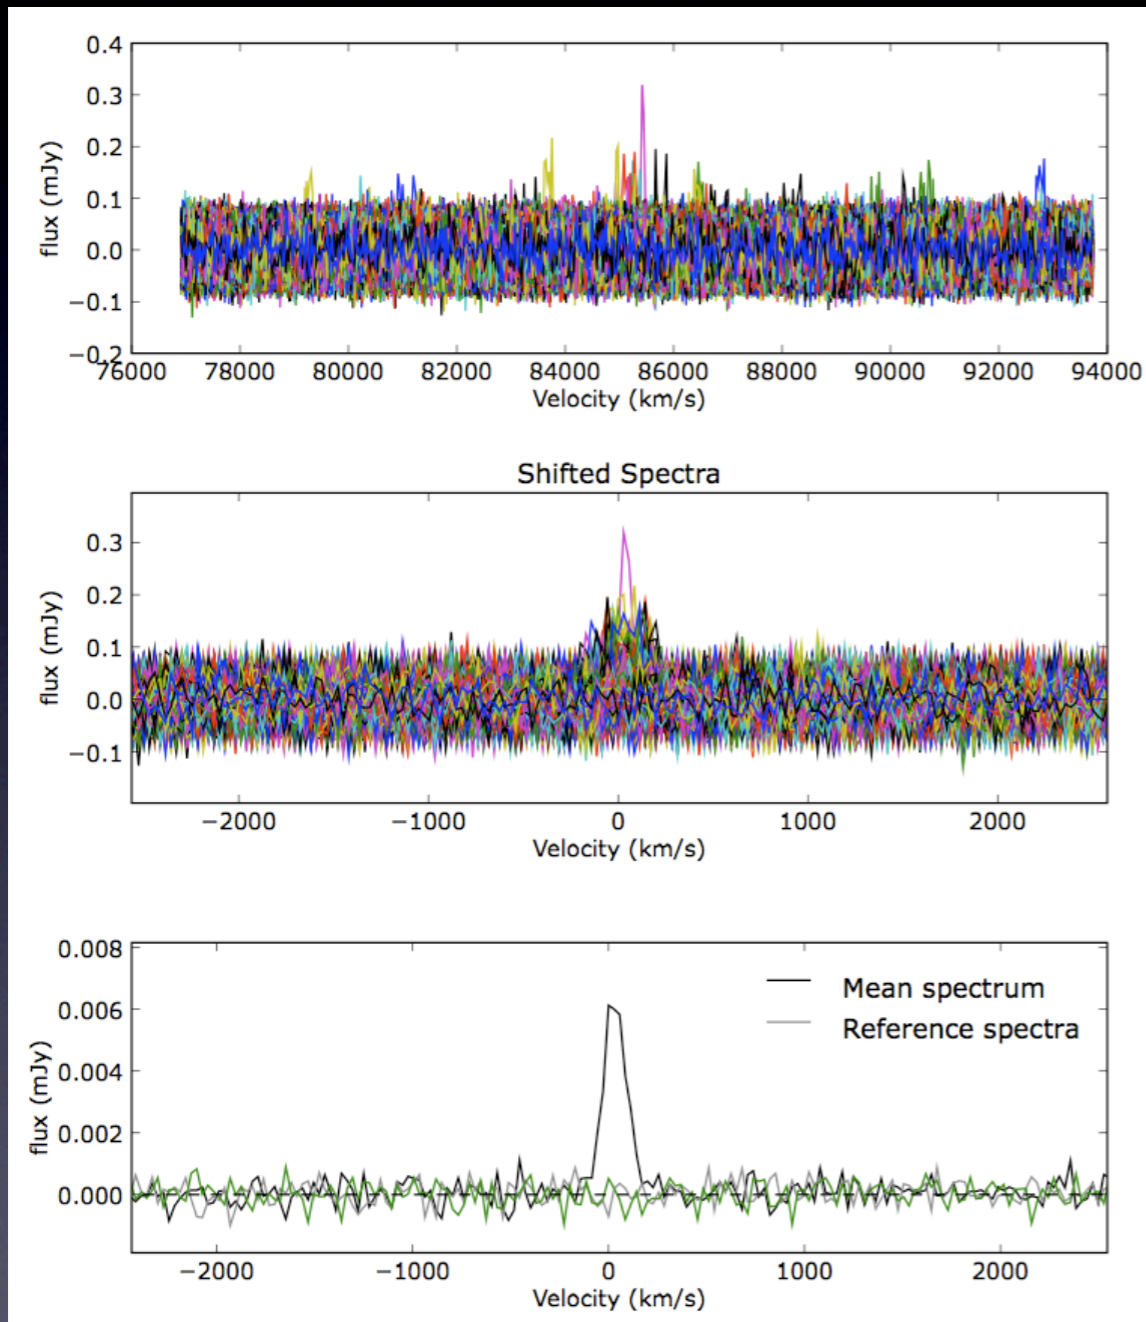 0.4
0.3
0.2
0.1
0.0
−0.1
−0.2
flux (mJy)
76000 78000 80000 82000 84000 86000 88000 90000 92000 94000
Velocity (km/s)
Shifted Spectra
0.3
0.2
0.1
0.0
−0.1
flux (mJy)
−2000 −1000 0 1000 2000
Velocity (km/s)
0.008
0.006
0.004
0.002
0.000
flux (mJy)
Mean spectrum
Reference spectra
−2000 −1000 0 1000 2000
Velocity (km/s)